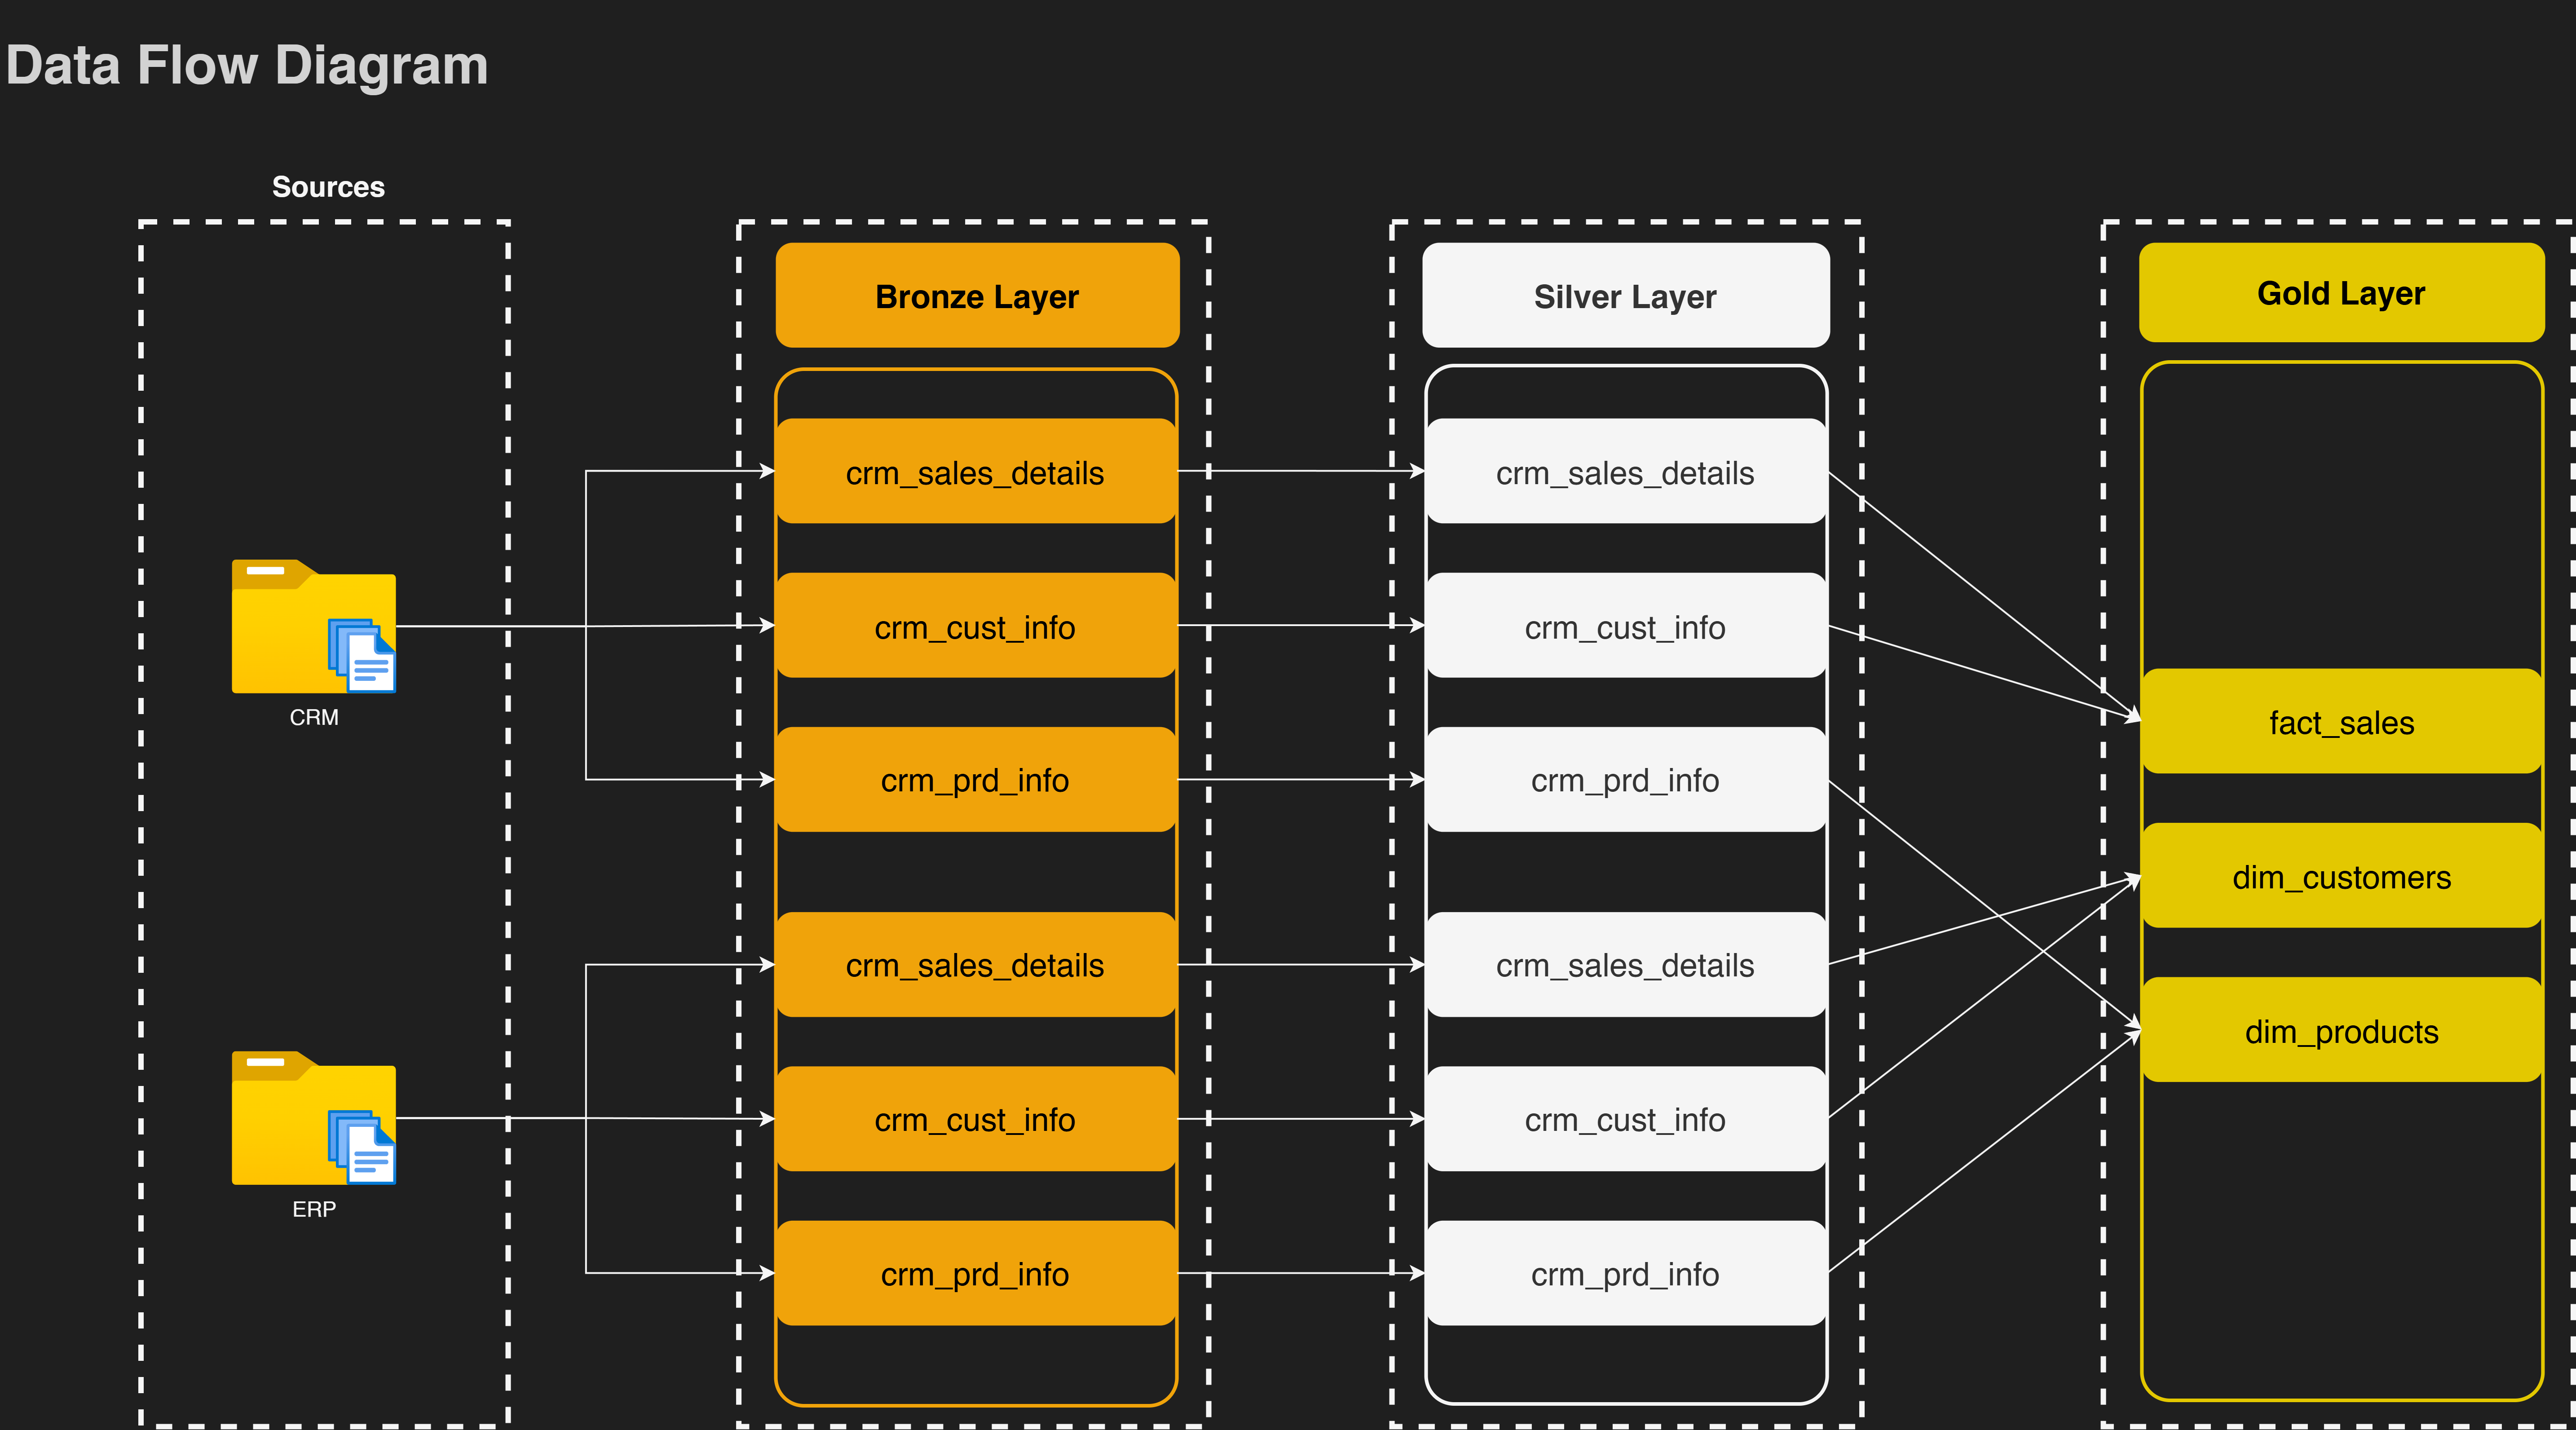 Data Flow Diagram
Sources
CRM
ERP
Bronze Layer
crm_sales_details
crm_cust_info
crm_prd_info
crm_sales_details
crm_cust_info
crm_prd_info
Silver Layer
crm_sales_details
crm_cust_info
crm_prd_info
crm_sales_details
crm_cust_info
crm_prd_info
Gold Layer
fact_sales
dim_customers
dim_products